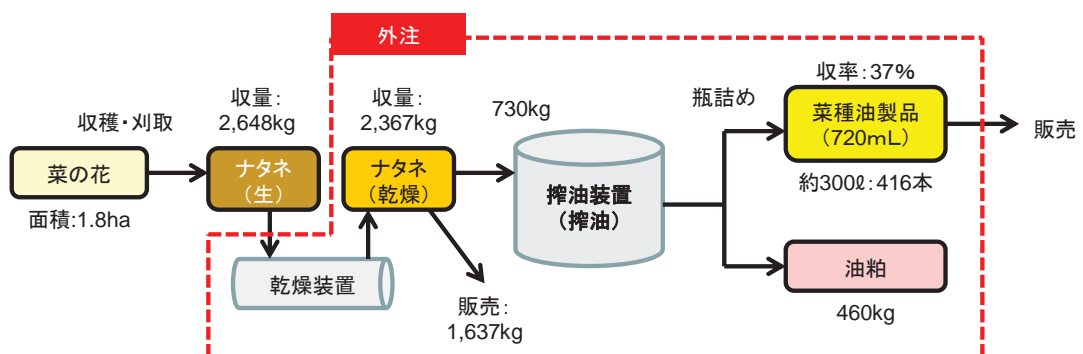 外注
収穫・刈取
菜の花
面積:1.8ha
収量：
2,648kg
ナタネ
（生）
乾燥装置
収量：
2,367kg
ナタネ
（乾燥）
販売：
1,637kg
730kg
搾油装置
（搾油）
瓶詰め
収率：37%
菜種油製品
（720mL）
約300ℓ：416本
販売
油粕
460kg